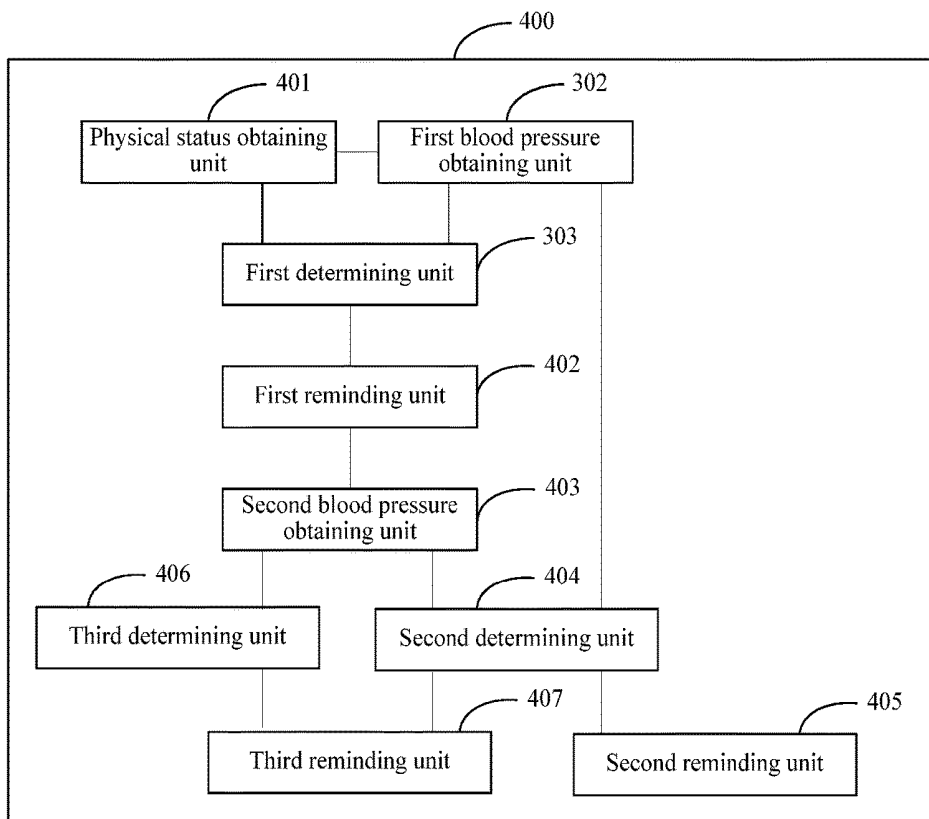 400
401
302
Physical status obtaining
unit
First blood pressure
obtaining unit
303
First determining unit
402
First reminding unit
403
Second blood pressure
obtaining unit
406
404
Third determining unit
Second determining unit
407
405
Third reminding unit
Second reminding unit